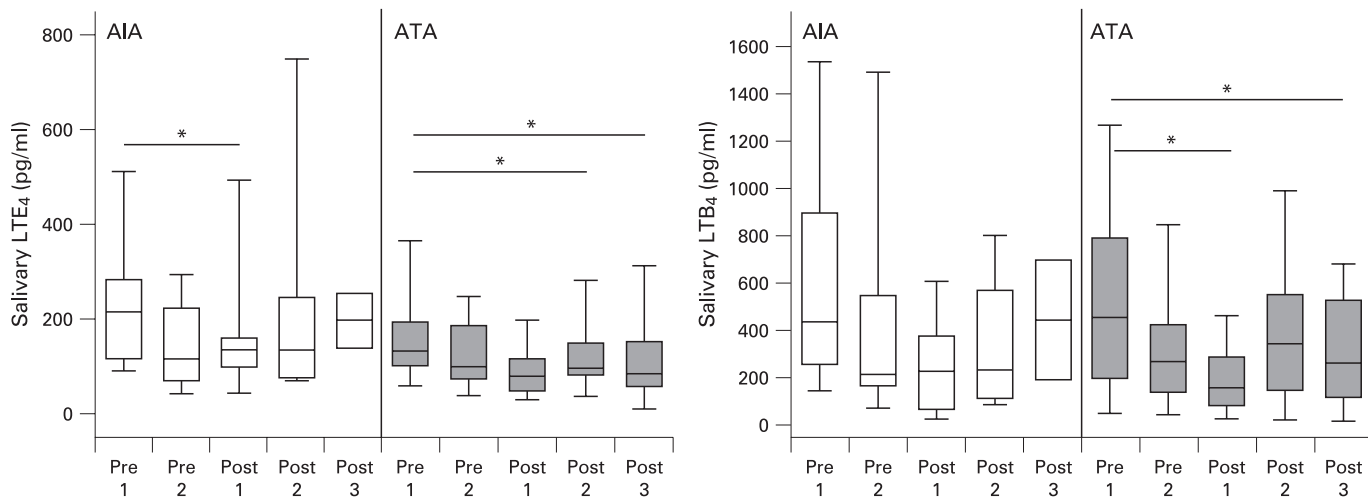 AIA
ATA
Salivary LTE4 (pg/ml)
800
600
400
200
0
*
*
*
Pre Pre Post Post Post Pre Pre Post Post Post
1 2 1 2 3 1 2 1 2 3
AIA
ATA
Salivary LTB4 (pg/ml)
1600
1400
1200
1000
800
600
400
200
0
*
*
Pre Pre Post Post Post Pre Pre Post Post Post
1 2 1 2 3 1 2 1 2 3